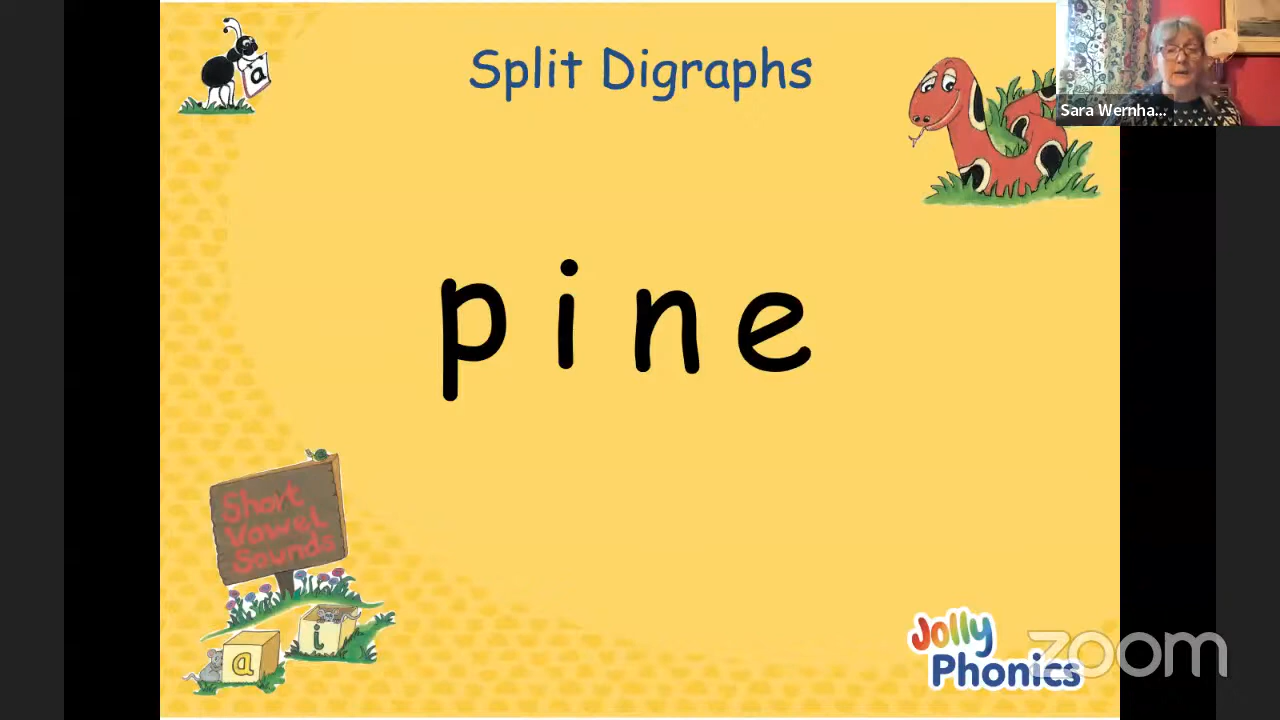 Split Digraphs
Sara Wernha...
a
p i n e
Short
Vowel
Sounds
i
a
Jolly
Phonics
zoom